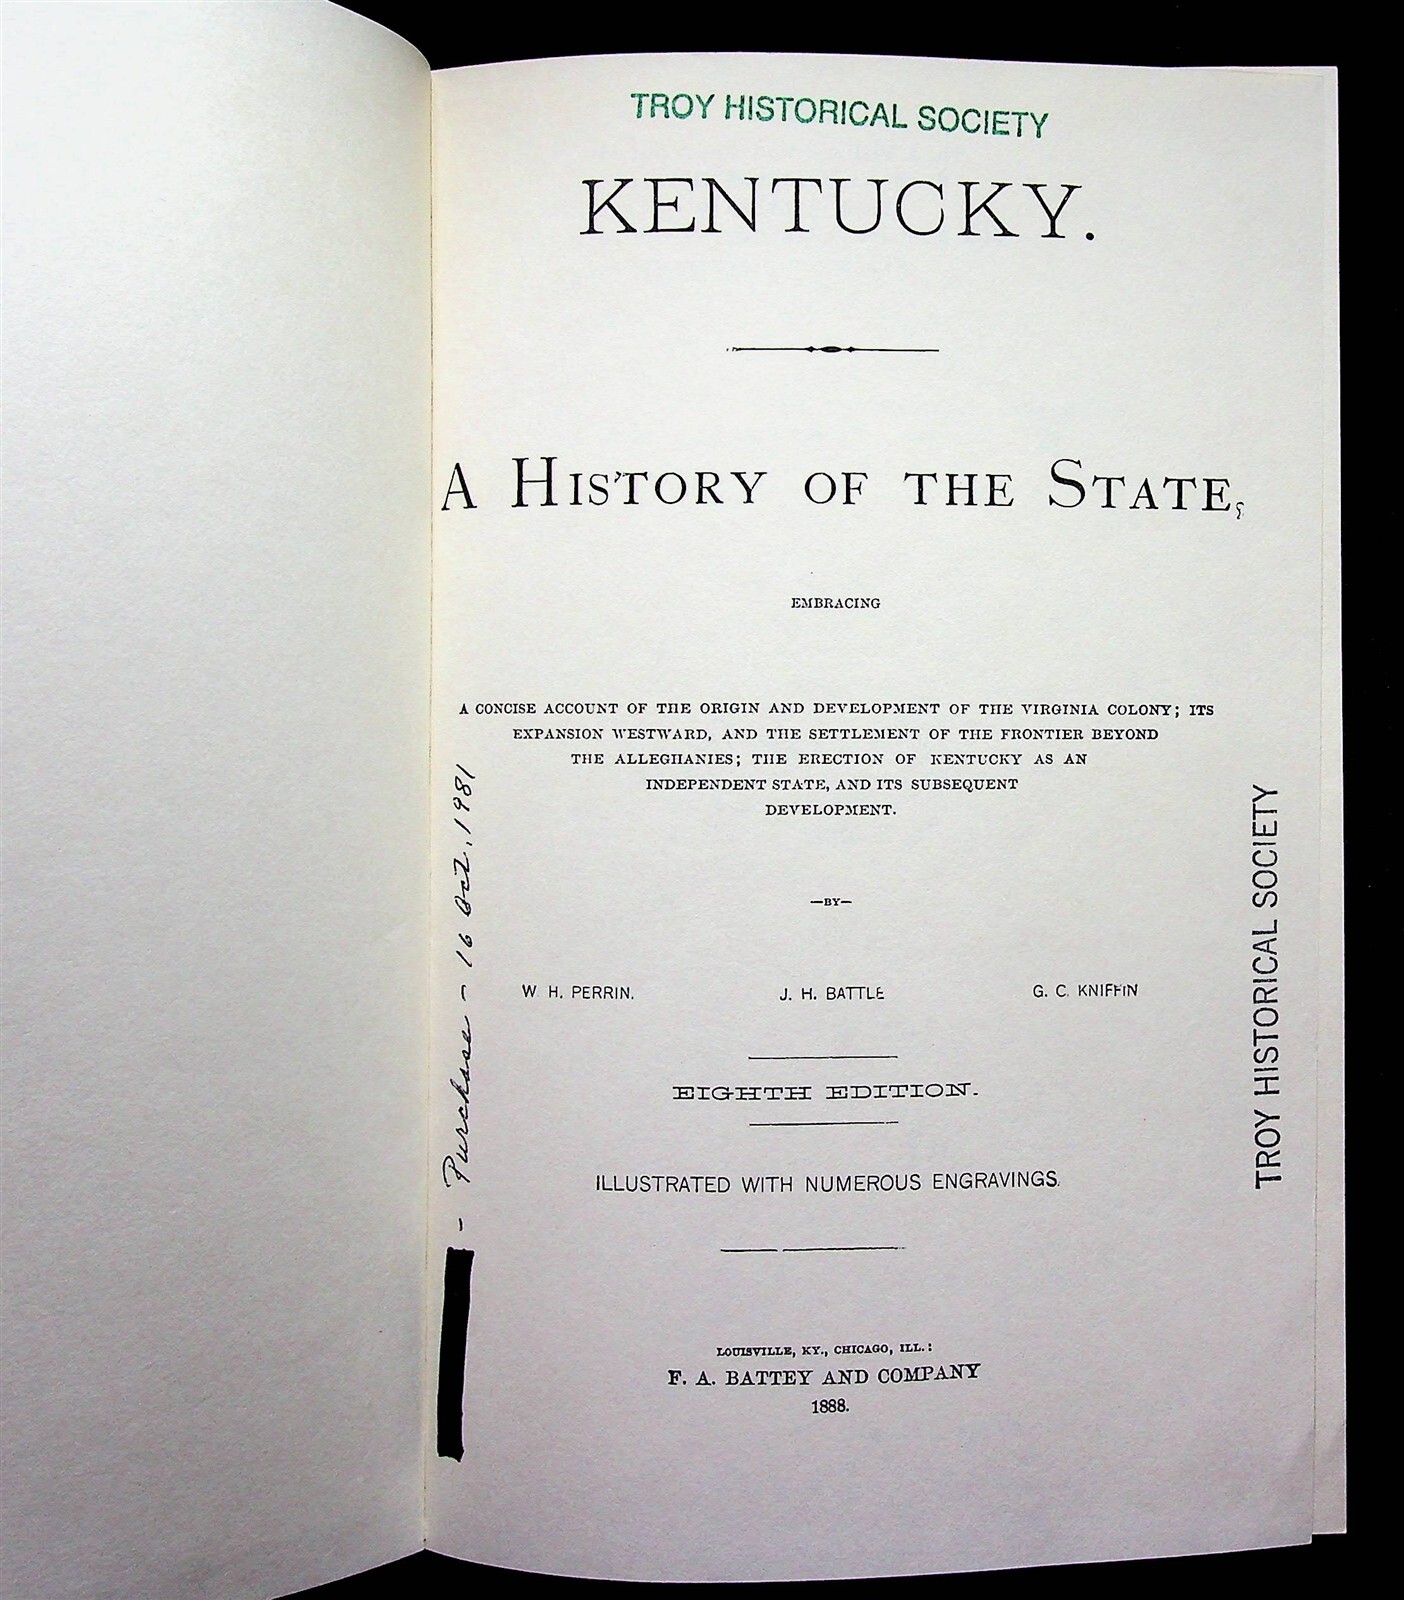 TROY HISTORICAL SOCIETY
KENTUCKY.
A HISTORY OF THE STATE,
EMBRACING
A CONCISE ACCOUNT OF THE ORIGIN AND DEVELOPMENT OF THE VIRGINIA COLONY; ITS
EXPANSION WESTWARD, AND THE SETTLEMENT OF THE FRONTIER BEYOND
THE ALLEGHANIES; THE ERECTION OF KENTUCKY AS AN
INDEPENDENT STATE, AND ITS SUBSEQUENT
DEVELOPMENT.
—BY—
W. H. PERRIN. J. H. BATTLE G. C. KNIFFIN
EIGHTH EDITION.
ILLUSTRATED WITH NUMEROUS ENGRAVINGS.
LOUISVILLE, KY., CHICAGO, ILL.:
F. A. BATTEY AND COMPANY
1888.
- Purchase - 16 Oct, 1981
TROY HISTORICAL SOCIETY